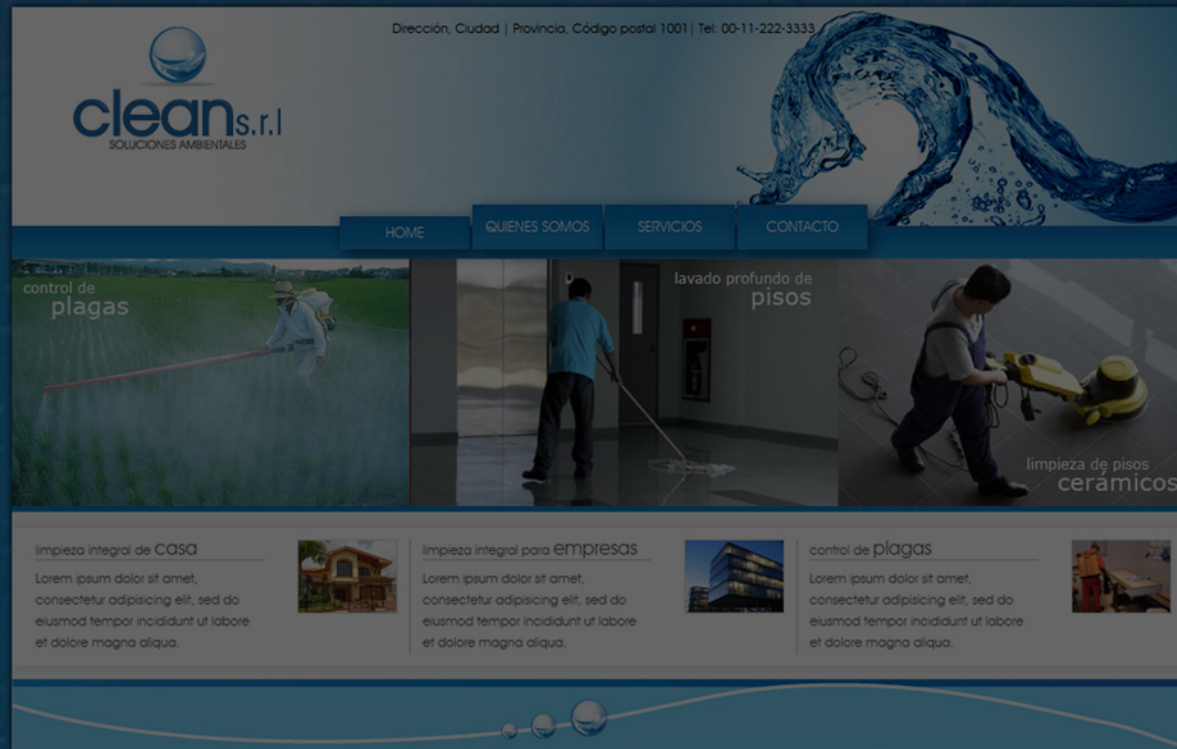 Dirección, Ciudad | Provincia, Código postal 1001| Tel: 00-11-222-3333
clean s.r.l
SOLUCIONES AMBIENTALES
HOME
QUIENES SOMOS
SERVICIOS
CONTACTO
control de
plagas
lavado profundo de
pisos
limpieza de pisos
cerámicos
limpieza integral de casa
Lorem ipsum dolor sit amet,
consectetur adipisicing elit, sed do
eiusmod tempor incididunt ut labore
et dolore magna aliqua.
limpieza integral para empresas
Lorem ipsum dolor sit amet,
consectetur adipisicing elit, sed do
eiusmod tempor incididunt ut labore
et dolore magna aliqua.
control de plagas
Lorem ipsum dolor sit amet,
consectetur adipisicing elit, sed do
eiusmod tempor incididunt ut labore
et dolore magna aliqua.